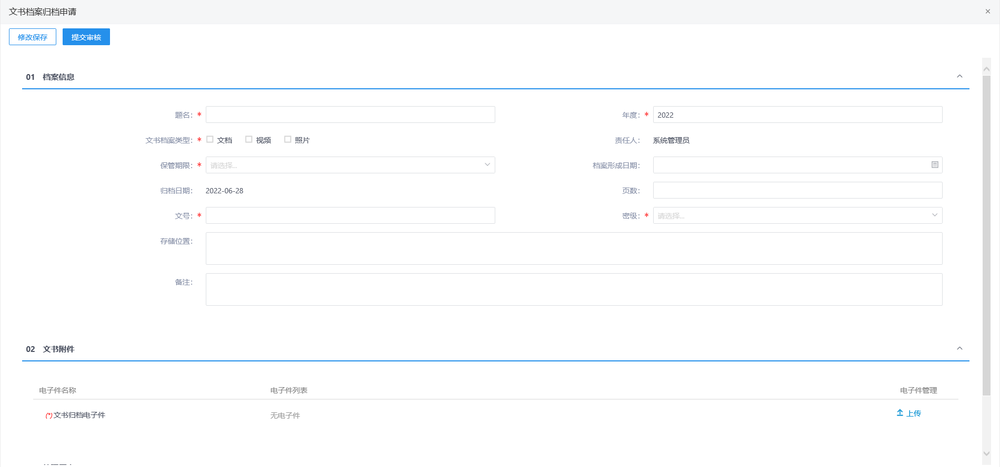 文书档案归档申请
×
修改保存 提交审核
01 档案信息
题名：* 年度：* 2022
文书档案类型：* 文档 视频 照片 责任人： 系统管理员
保管期限：* 请选择... 档案形成日期：
归档日期： 2022-06-28 页数：
文号：* 密级：* 请选择...
存储位置：
备注：
02 文书附件
电子件名称 电子件列表 电子件管理
(*)文书归档电子件 无电子件 上传